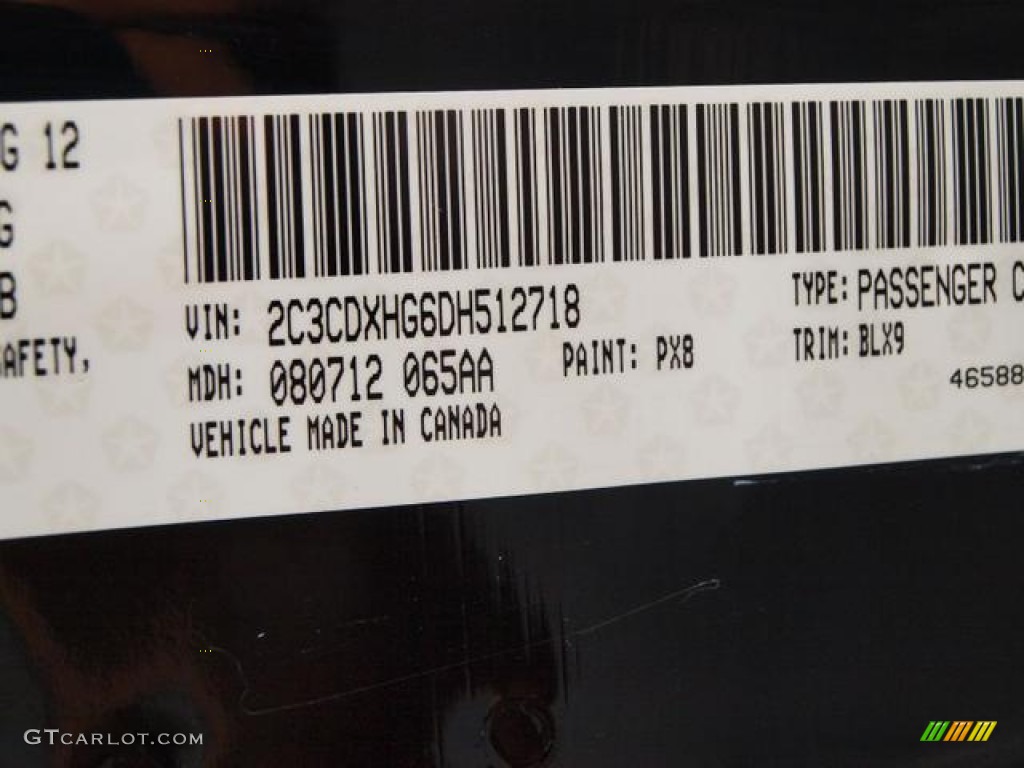 G 12
G
B
SAFETY,
VIN: 2C3CDXHG6DH512718
MDH: 080712 065AA
VEHICLE MADE IN CANADA
PAINT: PX8
TYPE: PASSENGER C
TRIM: BLX9
46588
GTCARLOT.COM